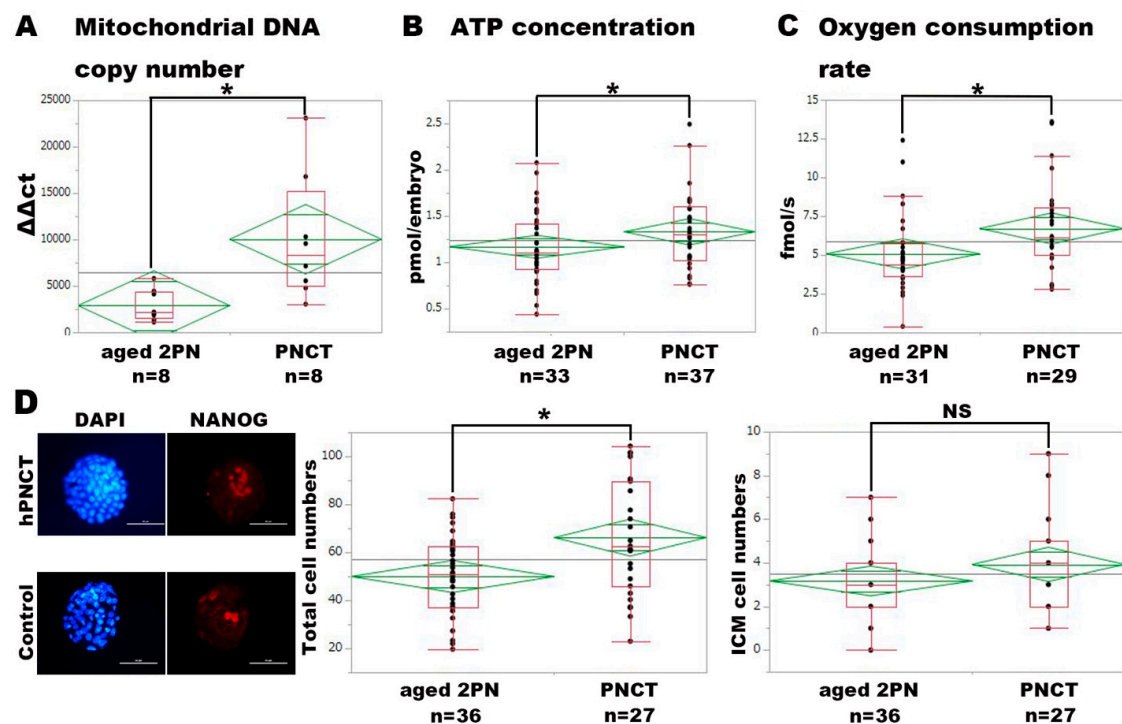 A Mitochondrial DNA
copy number
*
ΔΔct
25000
20000
15000
10000
5000
0
aged 2PN
n=8
PNCT
n=8
B ATP concentration
*
pmol/embryo
2.5
2
1.5
1
0.5
aged 2PN
n=33
PNCT
n=37
C Oxygen consumption
rate
*
fmol/s
15
12.5
10
7.5
5
2.5
0
aged 2PN
n=31
PNCT
n=29
D
DAPI
NANOG
hPNCT
Control
*
Total cell numbers
100
80
60
40
20
aged 2PN
n=36
PNCT
n=27
NS
ICM cell numbers
10
8
6
4
2
0
aged 2PN
n=36
PNCT
n=27